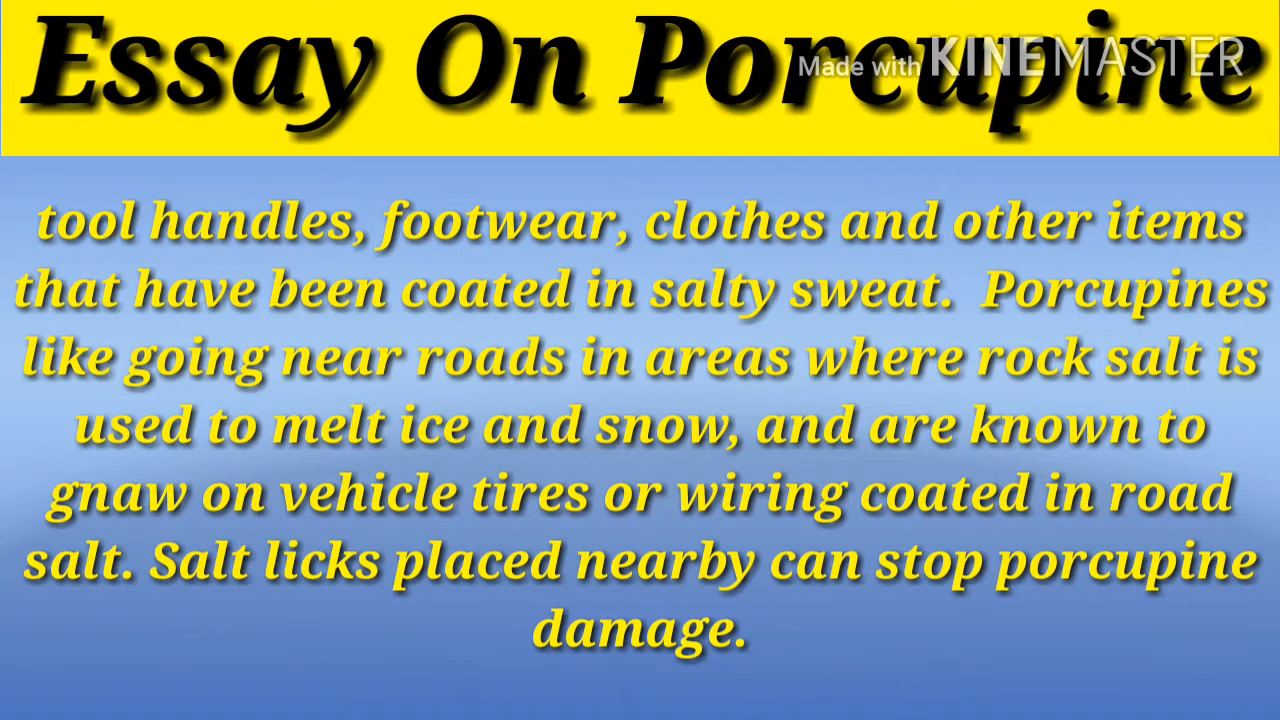 Essay On Porcupine
Made with KINEMASTER
tool handles, footwear, clothes and other items
that have been coated in salty sweat.  Porcupines
like going near roads in areas where rock salt is
used to melt ice and snow, and are known to
gnaw on vehicle tires or wiring coated in road
salt. Salt licks placed nearby can stop porcupine
damage.